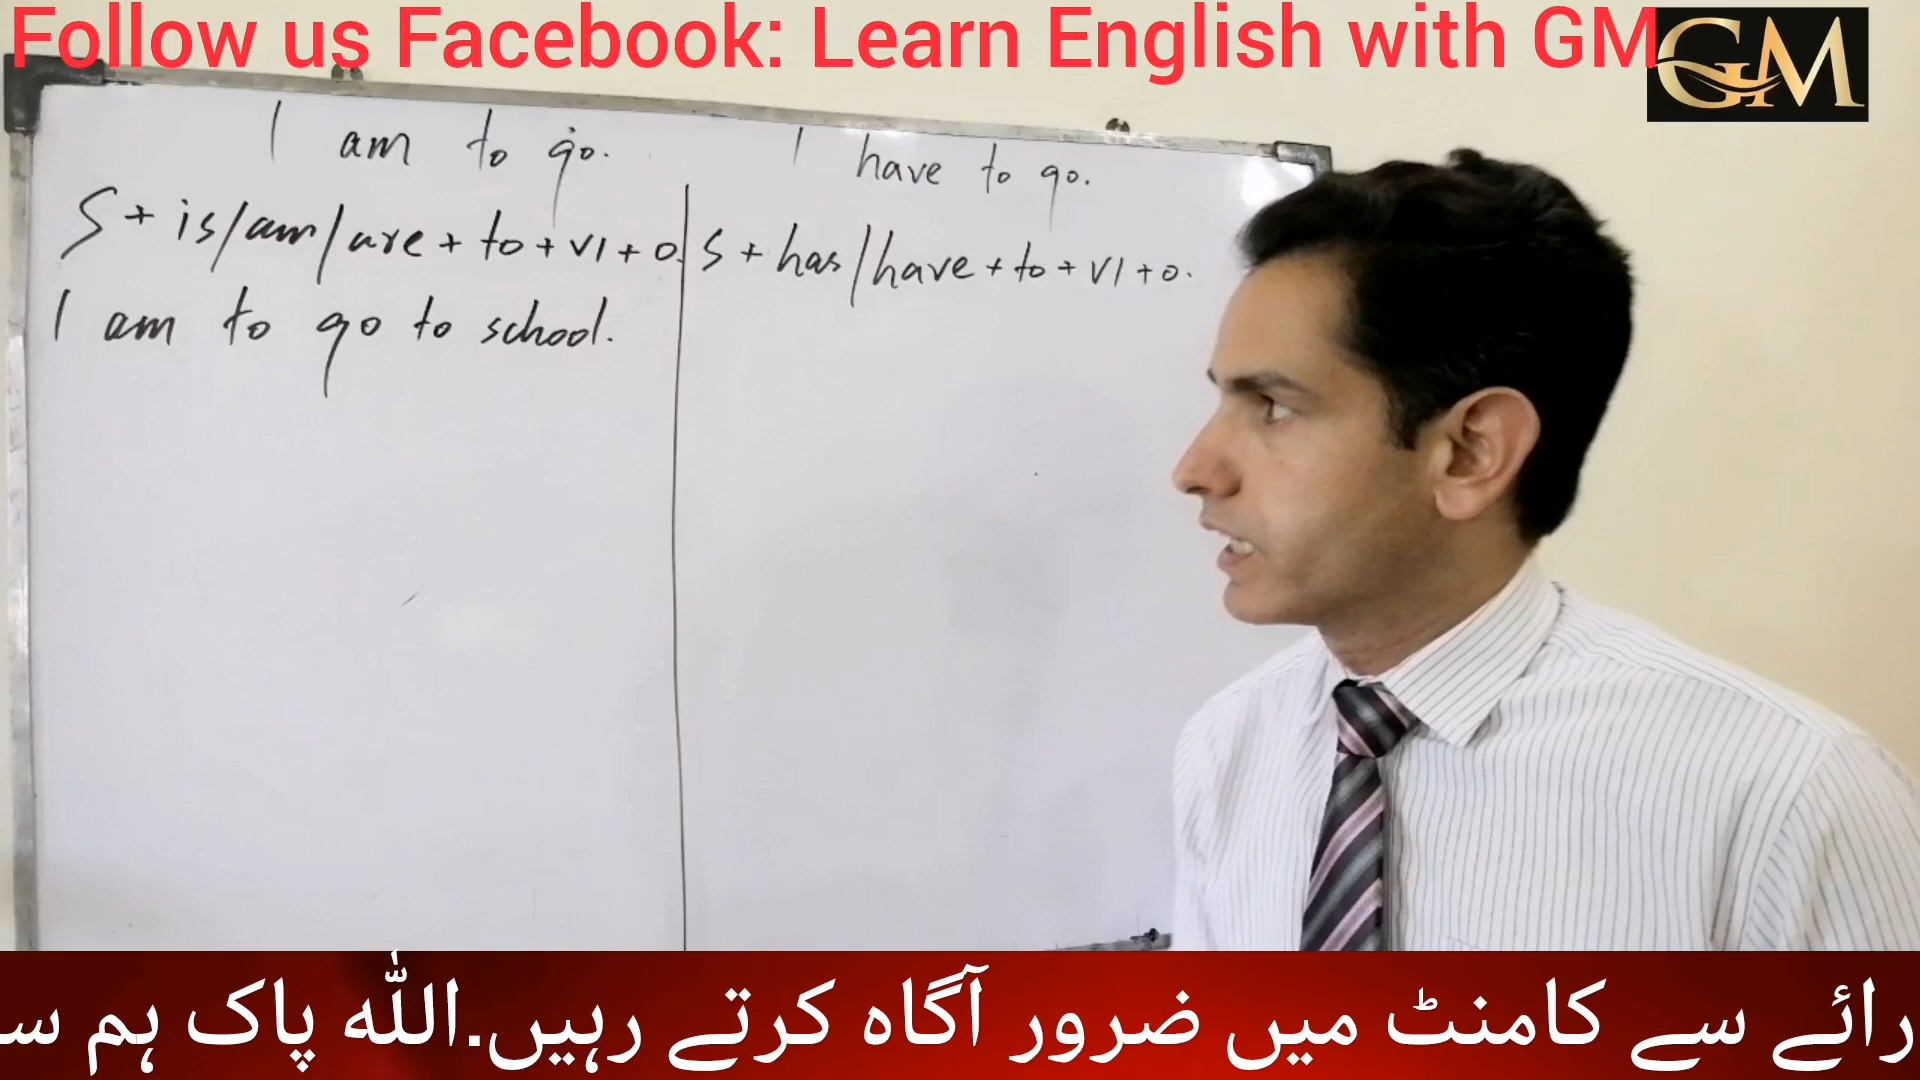 Follow us Facebook: Learn English with GM
GM
I am to go.
I have to go.
S + is/am/are + to + v1 + o.
S + has/have + to + v1 + o.
I am to go to school.
رائے سے کامنٹ میں ضرور آگاہ کرتے رہیں.اللہ پاک ہم